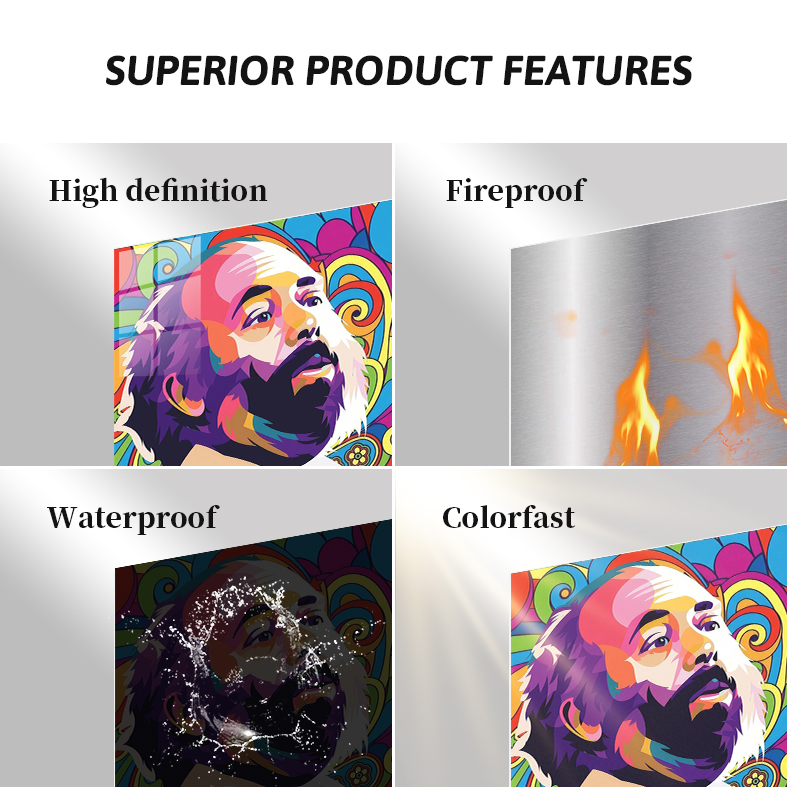 SUPERIOR PRODUCT FEATURES
High definition
Fireproof
Waterproof
Colorfast